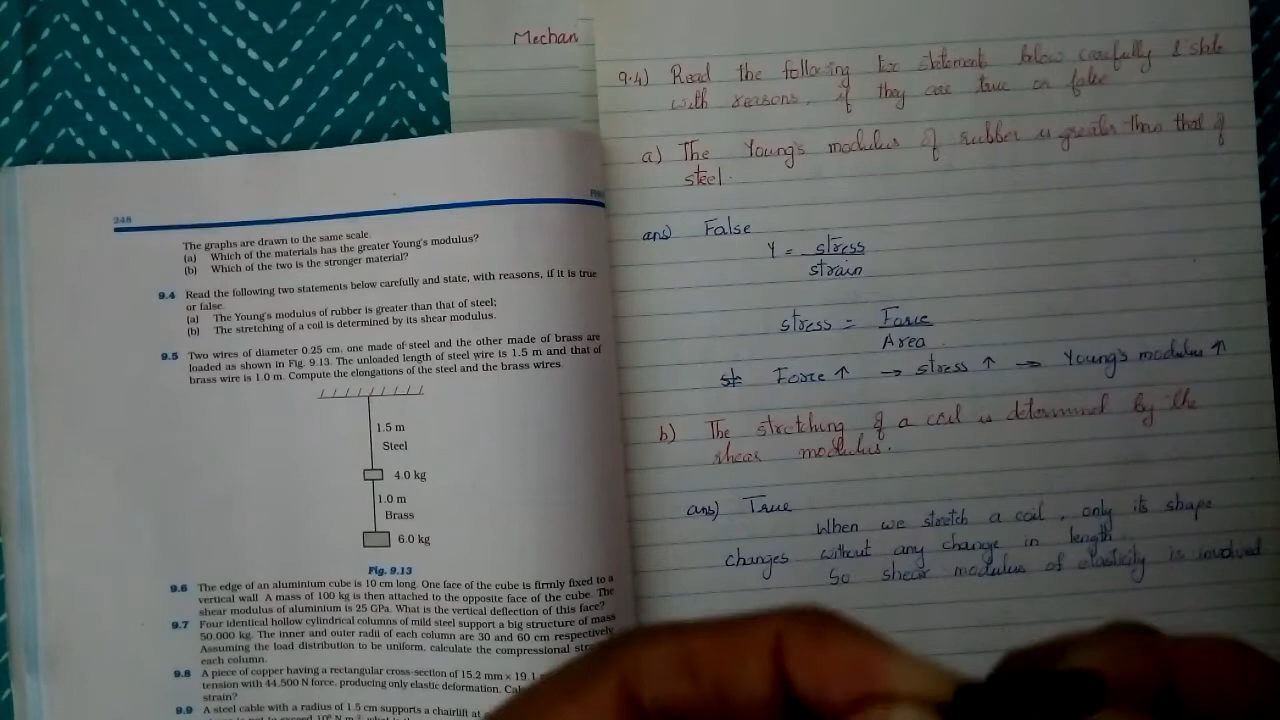 Mechan
248
The graphs are drawn to the same scale.
(a) Which of the materials has the greater Young's modulus?
(b) Which of the two is the stronger material?
9.4 Read the following two statements below carefully and state, with reasons, if it is true
or false.
(a) The Young's modulus of rubber is greater than that of steel;
(b) The stretching of a coil is determined by its shear modulus.
9.5 Two wires of diameter 0.25 cm, one made of steel and the other made of brass are
loaded as shown in Fig. 9.13. The unloaded length of steel wire is 1.5 m and that of
brass wire is 1.0 m. Compute the elongations of the steel and the brass wires.
1.5 m
Steel
4.0 kg
1.0 m
Brass
6.0 kg
Fig. 9.13
9.6 The edge of an aluminium cube is 10 cm long. One face of the cube is firmly fixed to a
vertical wall. A mass of 100 kg is then attached to the opposite face of the cube. The
shear modulus of aluminium is 25 GPa. What is the vertical deflection of this face?
9.7 Four identical hollow cylindrical columns of mild steel support a big structure of mass
50,000 kg. The inner and outer radii of each column are 30 and 60 cm respectively.
Assuming the load distribution to be uniform, calculate the compressional
each column.
9.8 A piece of copper having a rectangular cross-section of 15.2 mm × 19.1
tension with 44,500 N force, producing only elastic deformation.
strain?
9.9 A steel cable with a radius of 1.5 cm supports a chairlift at
9.4) Read the following statement below carefully & state
with reasons, if they are true or false
a) The Young's modulus of rubber is greater than that of
steel.
ans) False
Y = stress
strain
stress = Force
Area
Force ↑ → stress ↑ → Young's modulus ↑
b) The stretching of a coil is determined by the
shear modulus.
ans) True
When we stretch a coil, only its shape
changes without any change in length
So shear modulus of elasticity is involved